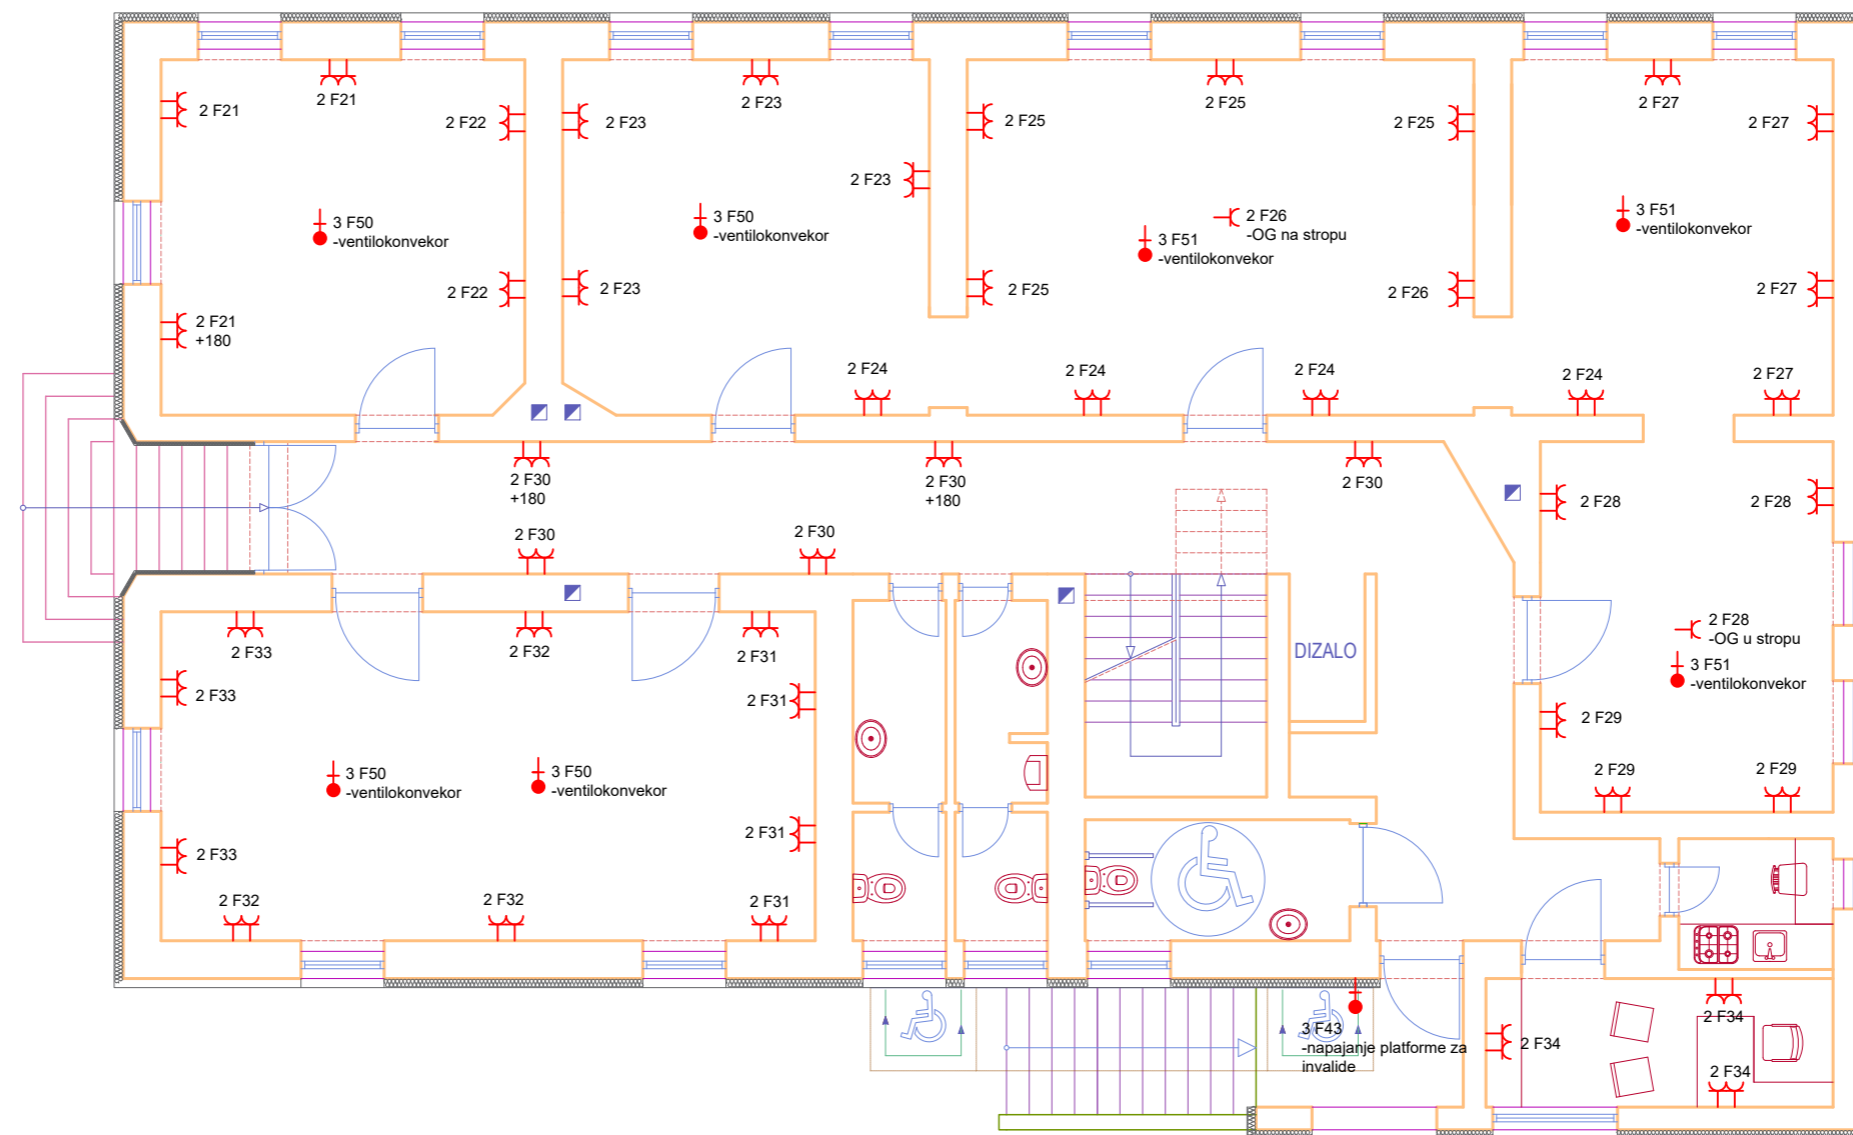 2 F21
2 F23
2 F25
2 F27
2 F21
2 F22
2 F23
2 F25
2 F25
2 F27
2 F23
3 F50
-ventilokonvekor
3 F50
-ventilokonvekor
2 F26
-OG na stropu
3 F51
-ventilokonvekor
3 F51
-ventilokonvekor
2 F22
2 F23
2 F25
2 F26
2 F27
2 F21
+180
2 F24
2 F24
2 F24
2 F24
2 F27
2 F30
+180
2 F30
+180
2 F30
2 F28
2 F28
2 F30
2 F30
2 F33
2 F32
2 F31
DIZALO
2 F28
-OG u stropu
3 F51
-ventilokonvekor
2 F33
2 F31
2 F29
3 F50
-ventilokonvekor
3 F50
-ventilokonvekor
2 F29
2 F29
2 F31
2 F33
2 F32
2 F32
2 F31
3 F43
-napajanje platforme za
invalide
2 F34
2 F34
2 F34